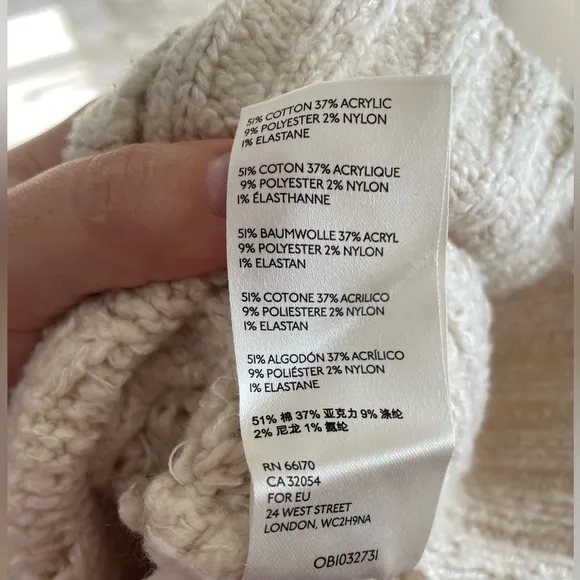 51% COTTON 37% ACRYLIC
9% POLYESTER 2% NYLON
1% ELASTANE
51% COTON 37% ACRYLIQUE
9% POLYESTER 2% NYLON
1% ÉLASTHANNE
51% BAUMWOLLE 37% ACRYL
9% POLYESTER 2% NYLON
1% ELASTAN
51% COTONE 37% ACRILICO
9% POLIESTERE 2% NYLON
1% ELASTAN
51% ALGODÓN 37% ACRÍLICO
9% POLIÉSTER 2% NYLON
1% ELASTANE
51% 棉 37% 亚克力 9% 涤纶
2% 尼龙 1% 氨纶
RN 66170
CA 32054
FOR EU
24 WEST STREET
LONDON, WC2H9NA
OB1032731